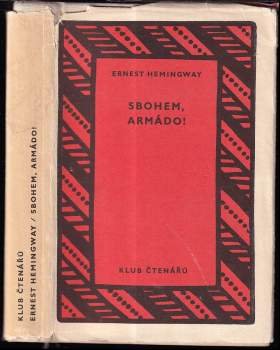 KLUB ČTENÁŘŮ
ERNEST HEMINGWAY / SBOHEM, ARMÁDO!
ERNEST HEMINGWAY
SBOHEM,
ARMÁDO!
KLUB ČTENÁŘŮ